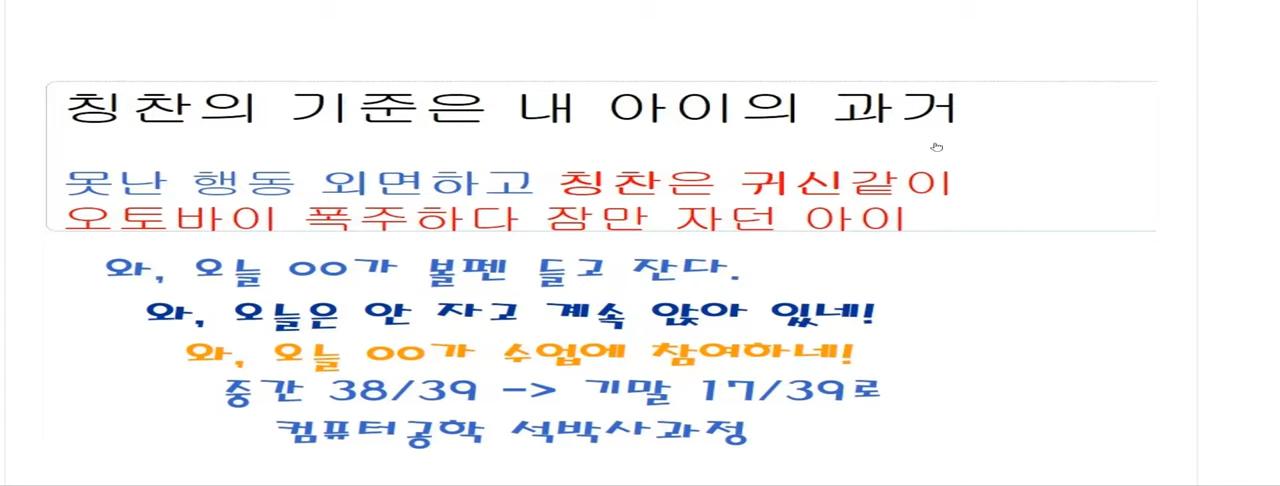 칭찬의 기준은 내 아이의 과거
못난 행동 외면하고 칭찬은 귀신같이
오토바이 폭주하다 잠만 자던 아이
와, 오늘 oo가 볼펜 들고 잔다.
와, 오늘은 안 자고 계속 앉아 있네!
와, 오늘 oo가 수업에 참여하네!
중간 38/39 -> 기말 17/39로
컴퓨터공학 석박사과정